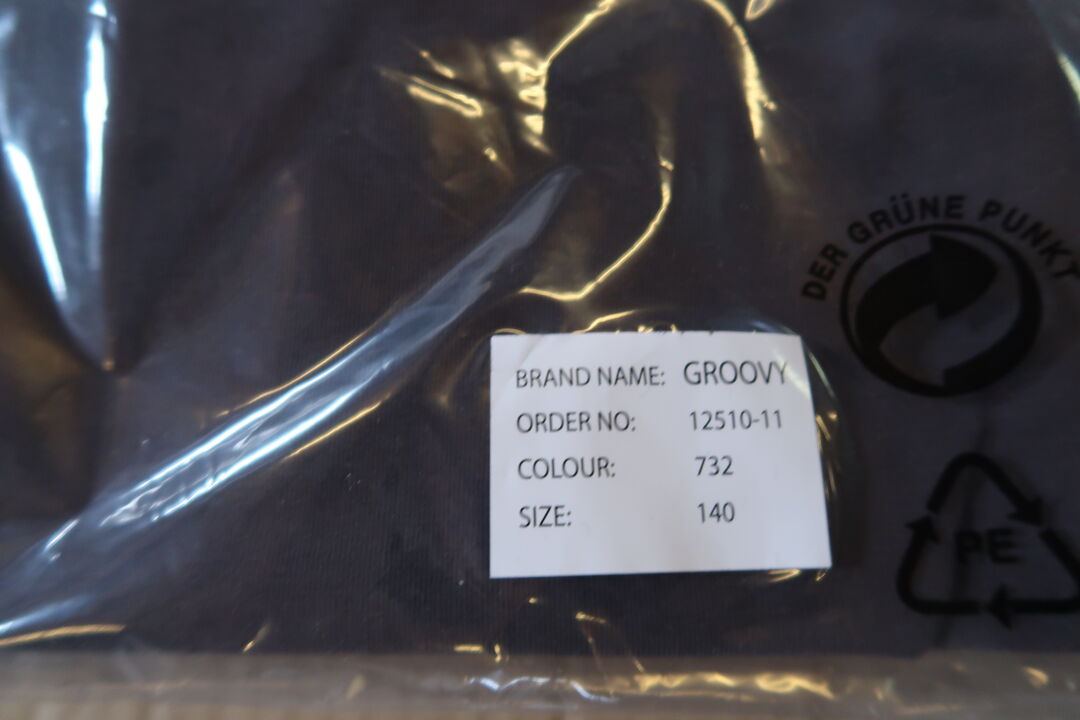 DER GRÜNE PUNKT
BRAND NAME: GROOVY
ORDER NO: 12510-11
COLOUR: 732
SIZE: 140
PE